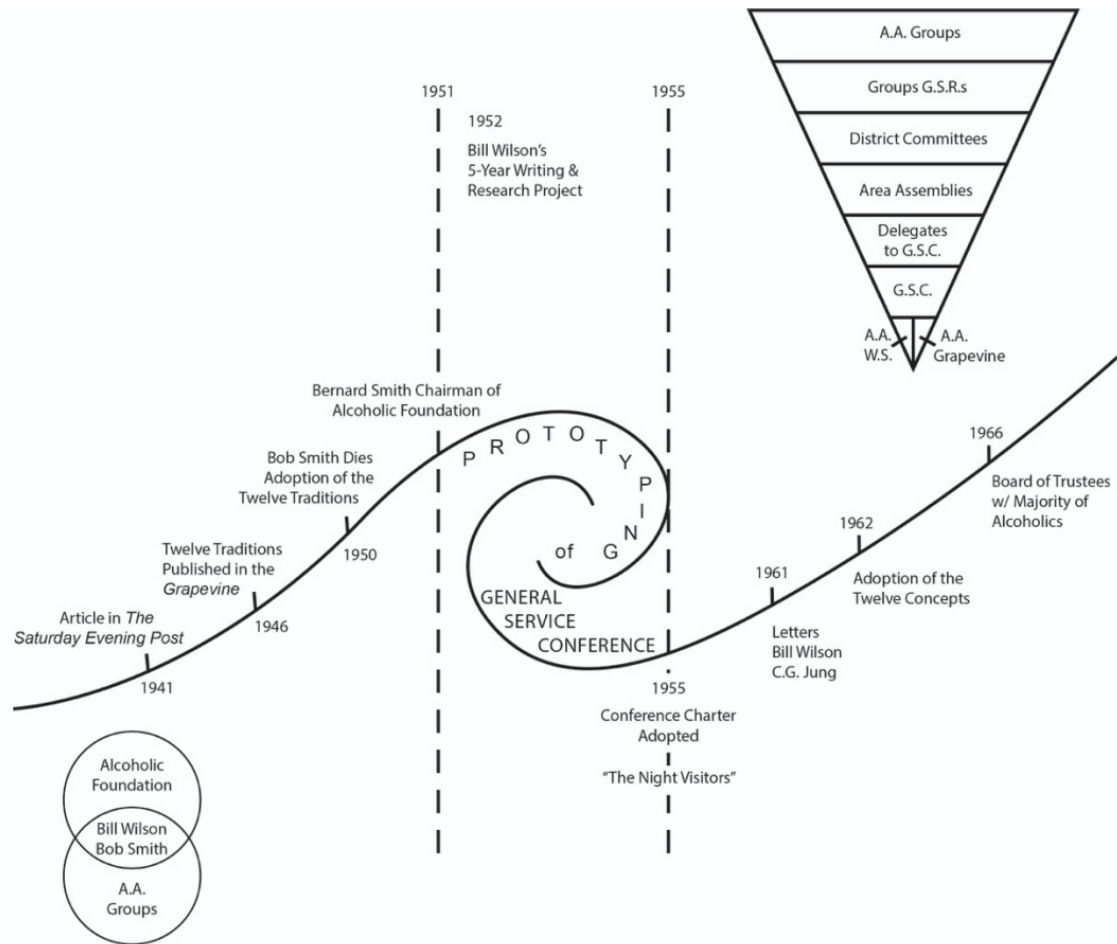 A.A. Groups
Groups G.S.R.s
District Committees
Area Assemblies
Delegates
to G.S.C.
G.S.C.
A.A.
W.S.
A.A.
Grapevine
1951
1952
Bill Wilson's
5-Year Writing &
Research Project
1955
Bernard Smith Chairman of
Alcoholic Foundation
Bob Smith Dies
Adoption of the
Twelve Traditions
1950
Twelve Traditions
Published in the
Grapevine
1946
Article in The
Saturday Evening Post
1941
PROTOTYPING
of
GENERAL
SERVICE
CONFERENCE
1955
Conference Charter
Adopted
"The Night Visitors"
1961
Letters
Bill Wilson
C.G. Jung
1962
Adoption of the
Twelve Concepts
1966
Board of Trustees
w/ Majority of
Alcoholics
Alcoholic
Foundation
Bill Wilson
Bob Smith
A.A.
Groups